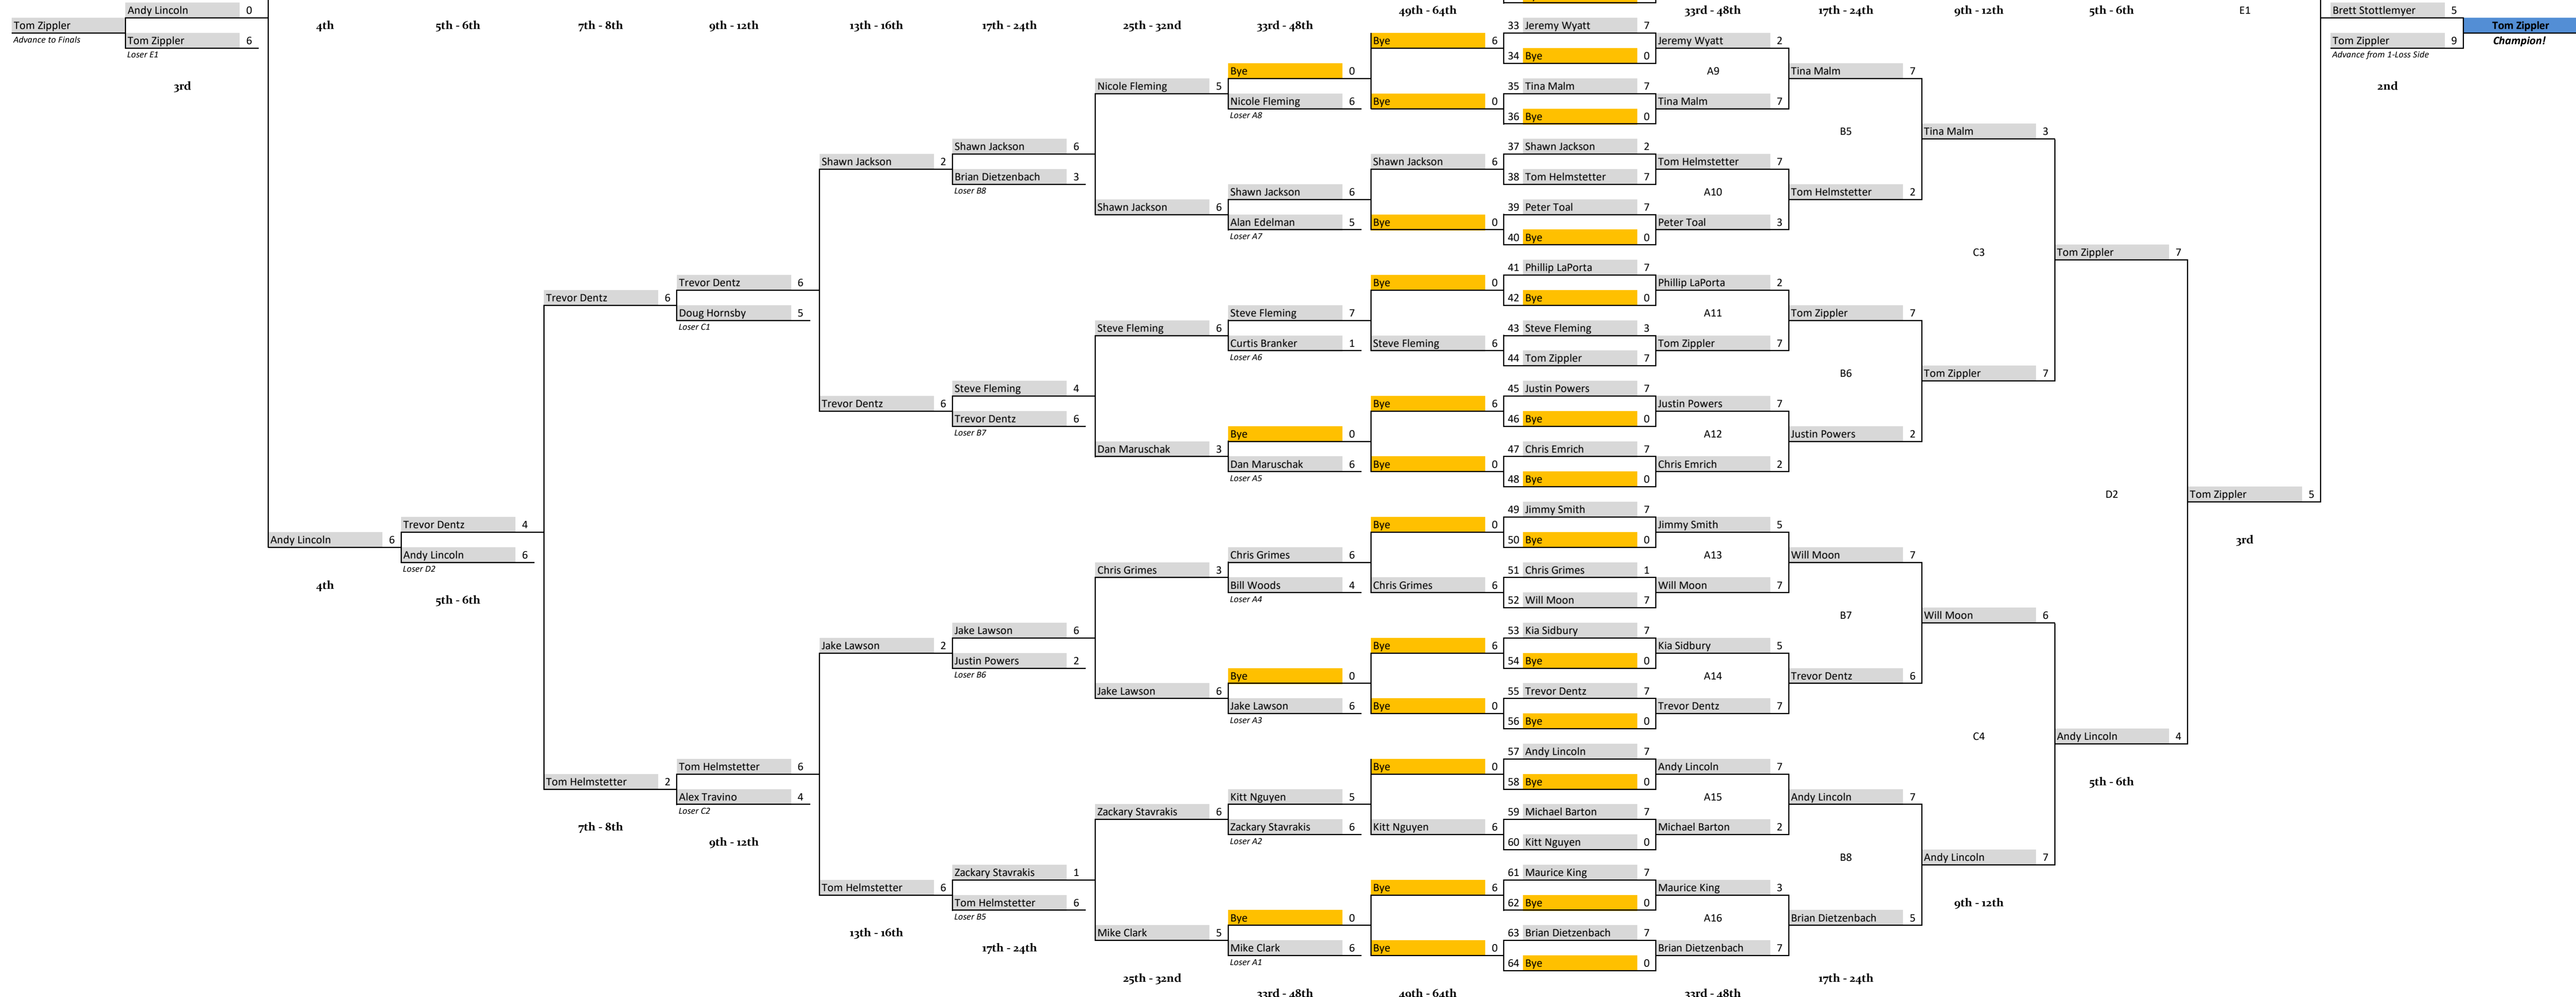 Andy Lincoln 0
Tom Zippler
Advance to Finals
Tom Zippler 6
Loser E1
3rd
4th
5th - 6th
7th - 8th
9th - 12th
13th - 16th
17th - 24th
25th - 32nd
33rd - 48th
49th - 64th
33rd - 48th
17th - 24th
9th - 12th
5th - 6th
E1
Brett Stottlemyer 5
Tom Zippler
Champion!
Tom Zippler 9
Advance from 1-Loss Side
2nd
Andy Lincoln 6
4th
Trevor Dentz 4
Andy Lincoln 6
Loser D2
5th - 6th
Trevor Dentz 6
Tom Helmstetter 2
7th - 8th
Trevor Dentz 6
Doug Hornsby 5
Loser C1
Tom Helmstetter 6
Alex Travino 4
Loser C2
9th - 12th
Shawn Jackson 2
Trevor Dentz 6
Jake Lawson 2
Tom Helmstetter 6
13th - 16th
Shawn Jackson 6
Brian Dietzenbach 3
Loser B8
Steve Fleming 4
Trevor Dentz 6
Loser B7
Jake Lawson 6
Justin Powers 2
Loser B6
Zackary Stavrakis 1
Tom Helmstetter 6
Loser B5
17th - 24th
Nicole Fleming 5
Shawn Jackson 6
Steve Fleming 6
Dan Maruschak 3
Chris Grimes 3
Jake Lawson 6
Zackary Stavrakis 6
Mike Clark 5
25th - 32nd
Bye 0
Nicole Fleming 6
Loser A8
Shawn Jackson 6
Alan Edelman 5
Loser A7
Steve Fleming 7
Curtis Branker 1
Loser A6
Bye 0
Dan Maruschak 6
Loser A5
Chris Grimes 6
Bill Woods 4
Loser A4
Bye 0
Jake Lawson 6
Loser A3
Kitt Nguyen 5
Zackary Stavrakis 6
Loser A2
Bye 0
Mike Clark 6
Loser A1
33rd - 48th
Bye 6
Bye 0
Shawn Jackson 6
Bye 0
Bye 0
Steve Fleming 6
Bye 6
Bye 0
Bye 0
Chris Grimes 6
Bye 6
Bye 0
Bye 0
Kitt Nguyen 6
Bye 6
Bye 0
49th - 64th
33 Jeremy Wyatt 7
34 Bye 0
35 Tina Malm 7
36 Bye 0
37 Shawn Jackson 2
38 Tom Helmstetter 7
39 Peter Toal 7
40 Bye 0
41 Phillip LaPorta 7
42 Bye 0
43 Steve Fleming 3
44 Tom Zippler 7
45 Justin Powers 7
46 Bye 0
47 Chris Emrich 7
48 Bye 0
49 Jimmy Smith 7
50 Bye 0
51 Chris Grimes 1
52 Will Moon 7
53 Kia Sidbury 7
54 Bye 0
55 Trevor Dentz 7
56 Bye 0
57 Andy Lincoln 7
58 Bye 0
59 Michael Barton 7
60 Kitt Nguyen 0
61 Maurice King 7
62 Bye 0
63 Brian Dietzenbach 7
64 Bye 0
Jeremy Wyatt 2
A9
Tina Malm 7
Tom Helmstetter 7
A10
Peter Toal 3
Phillip LaPorta 2
A11
Tom Zippler 7
Justin Powers 7
A12
Chris Emrich 2
Jimmy Smith 5
A13
Will Moon 7
Kia Sidbury 5
A14
Trevor Dentz 7
Andy Lincoln 7
A15
Michael Barton 2
Maurice King 3
A16
Brian Dietzenbach 7
33rd - 48th
Tina Malm 7
B5
Tom Helmstetter 2
Tom Zippler 7
B6
Justin Powers 2
Will Moon 7
B7
Trevor Dentz 6
Andy Lincoln 7
B8
Brian Dietzenbach 5
17th - 24th
Tina Malm 3
C3
Tom Zippler 7
Will Moon 6
C4
Andy Lincoln 7
9th - 12th
Tom Zippler 7
D2
Andy Lincoln 4
5th - 6th
Tom Zippler 5
3rd